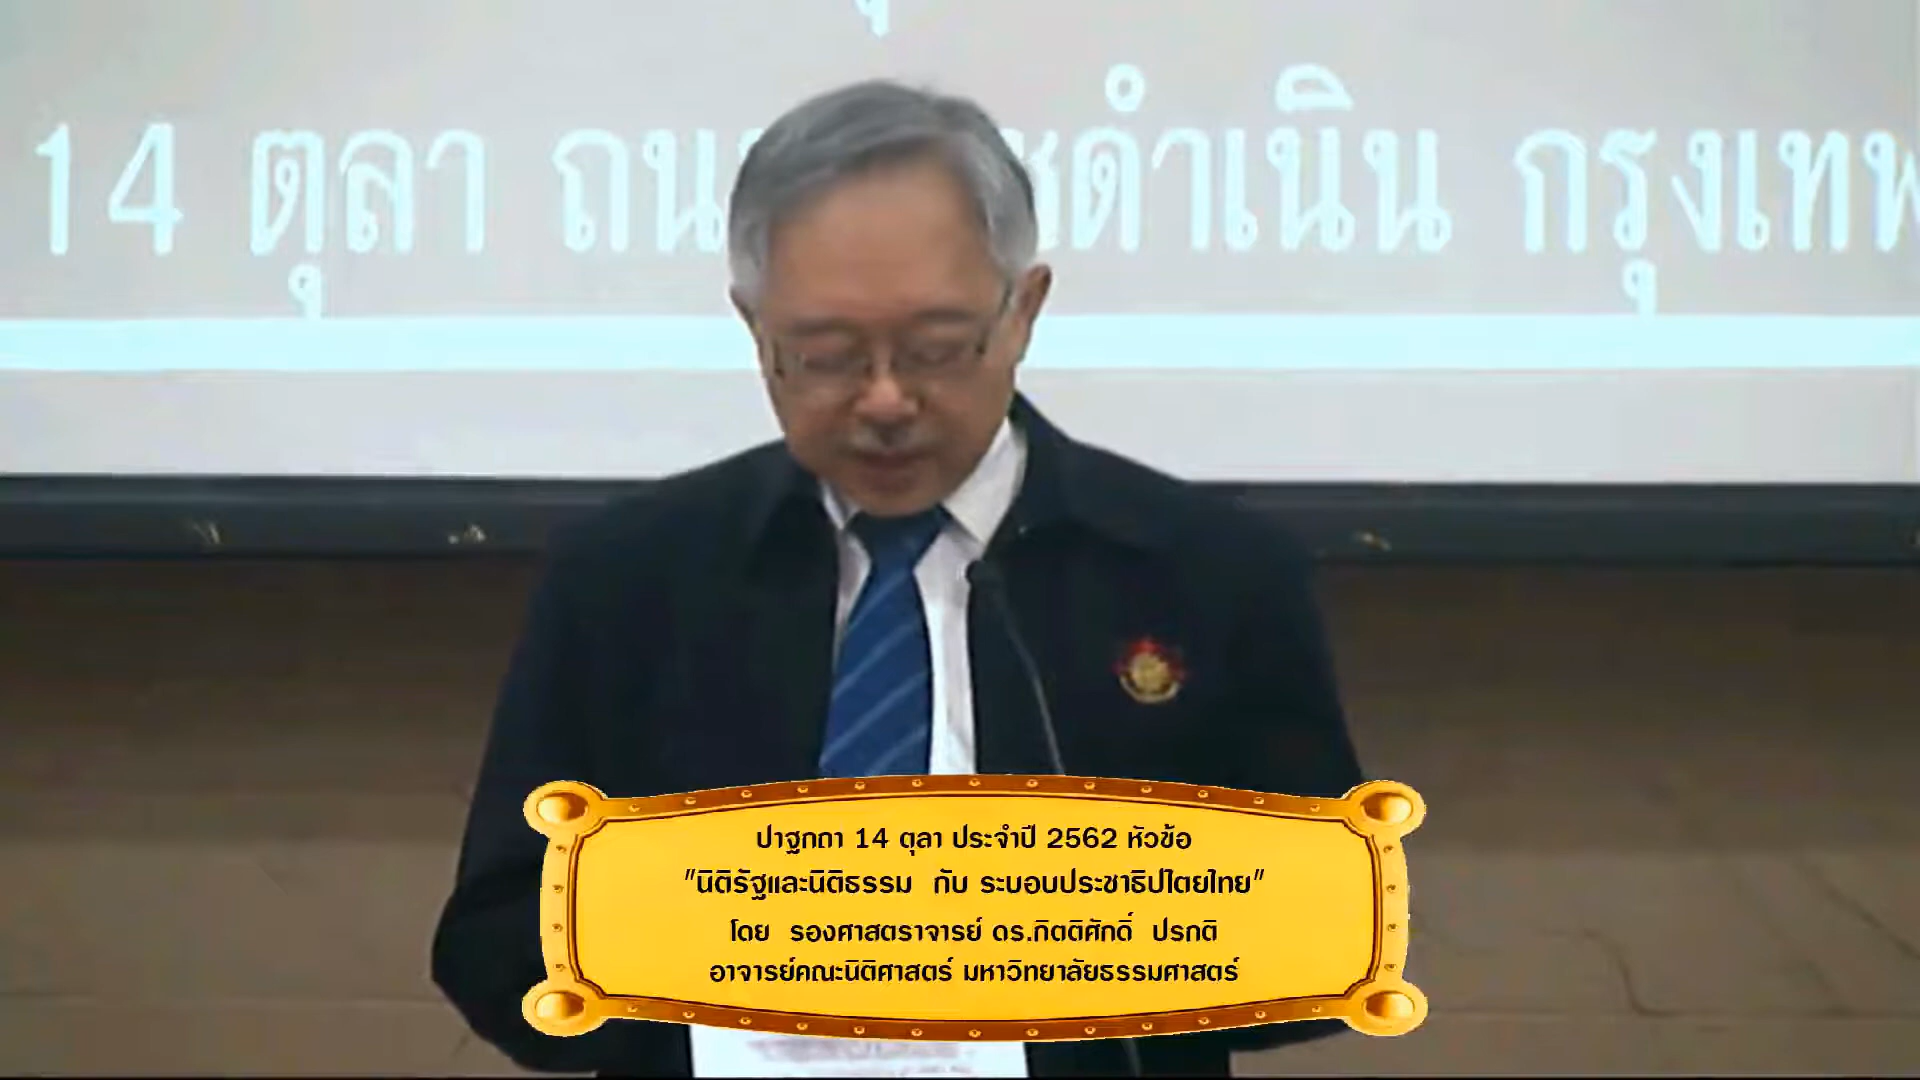 14 ตุลา ถน ชดำเนิน กรุงเทพ
ปาฐกถา 14 ตุลา ประจำปี 2562 หัวข้อ
"นิติรัฐและนิติธรรม กับ ระบอบประชาธิปไตยไทย"
โดย รองศาสตราจารย์ ดร.กิตติศักดิ์ ปรกติ
อาจารย์คณะนิติศาสตร์ มหาวิทยาลัยธรรมศาสตร์